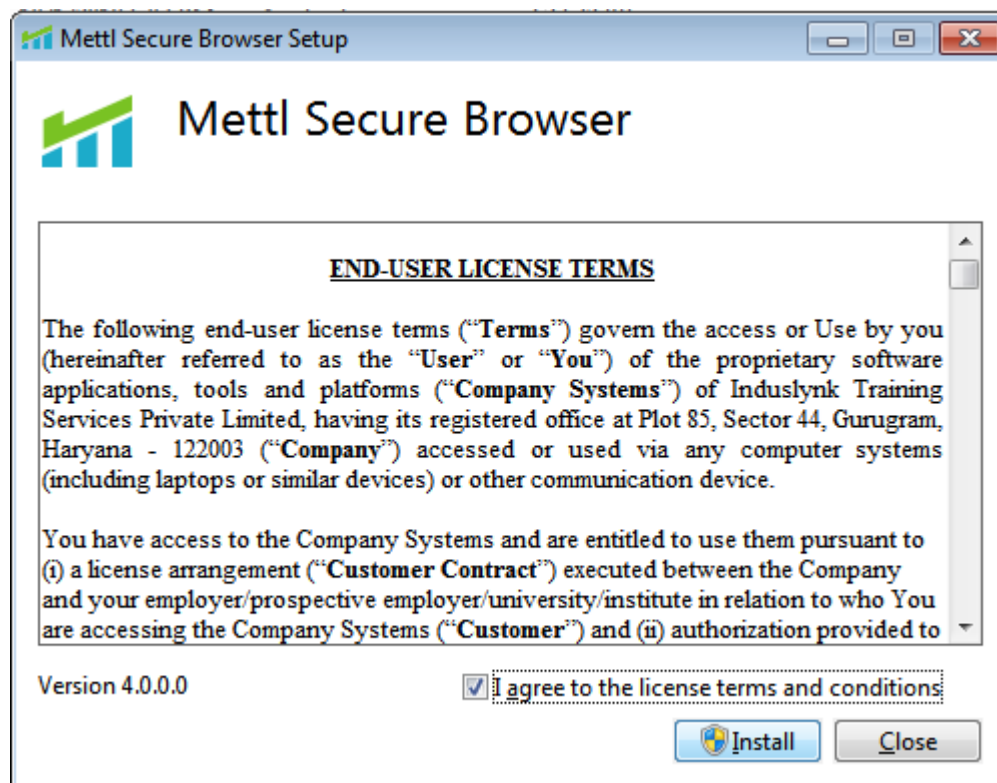 Mettl Secure Browser Setup
Mettl Secure Browser
END-USER LICENSE TERMS
The following end-user license terms (“Terms”) govern the access or Use by you
(hereinafter referred to as the “User” or “You”) of the proprietary software
applications, tools and platforms (“Company Systems”) of Induslynk Training
Services Private Limited, having its registered office at Plot 85, Sector 44, Gurugram,
Haryana - 122003 (“Company”) accessed or used via any computer systems
(including laptops or similar devices) or other communication device.
You have access to the Company Systems and are entitled to use them pursuant to
(i) a license arrangement (“Customer Contract”) executed between the Company
and your employer/prospective employer/university/institute in relation to who You
are accessing the Company Systems (“Customer”) and (ii) authorization provided to
Version 4.0.0.0
I agree to the license terms and conditions
Install
Close